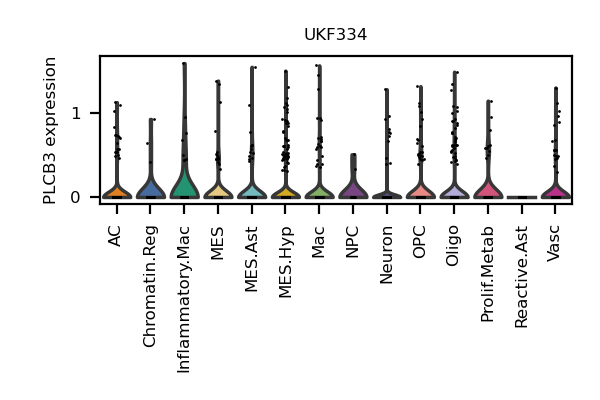 UKF334
PLCB3 expression
1
0
AC
Chromatin.Reg
Inflammatory.Mac
MES
MES.Ast
MES.Hyp
Mac
NPC
Neuron
OPC
Oligo
Prolif.Metab
Reactive.Ast
Vasc